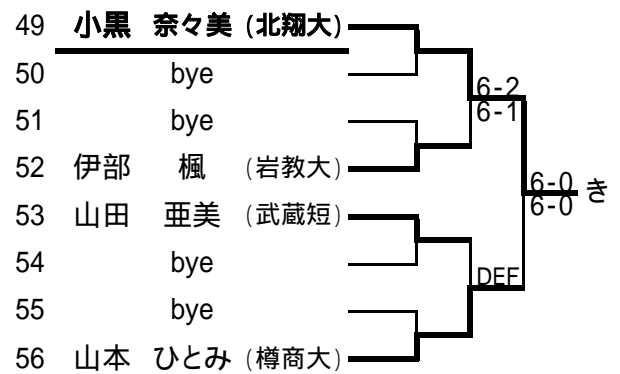 49 小黒 奈々美 (北翔大)
50 bye
6-2
51 bye
6-1
52 伊部 楓 (岩教大)
6-0
6-0
き
53 山田 亜美 (武蔵短)
54 bye
DEF
55 bye
56 山本 ひとみ (樽商大)